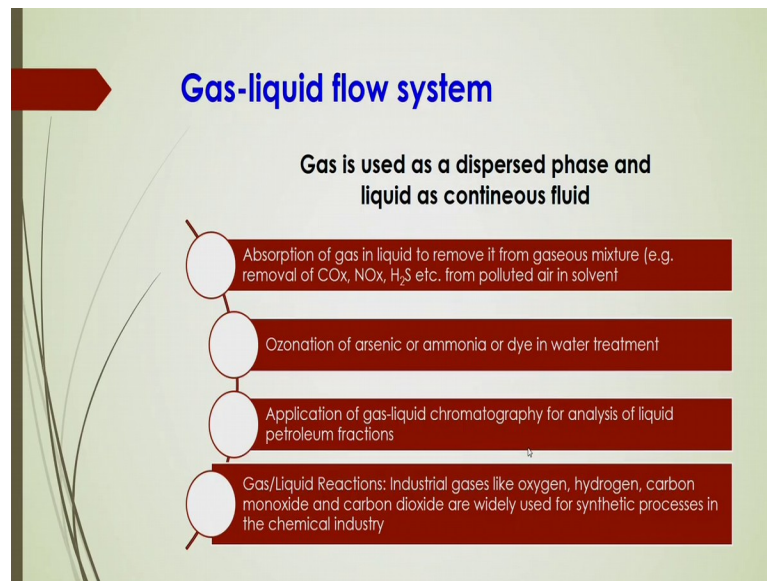 Gas-liquid flow system
Gas is used as a dispersed phase and
liquid as contineous fluid
Absorption of gas in liquid to remove it from gaseous mixture (e.g.
removal of COx, NOx, H₂S etc. from polluted air in solvent
Ozonation of arsenic or ammonia or dye in water treatment
Application of gas-liquid chromatography for analysis of liquid
petroleum fractions
Gas/Liquid Reactions: Industrial gases like oxygen, hydrogen, carbon
monoxide and carbon dioxide are widely used for synthetic processes in
the chemical industry